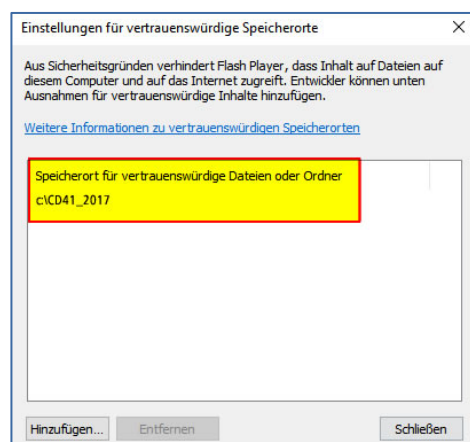 Einstellungen für vertrauenswürdige Speicherorte
Aus Sicherheitsgründen verhindert Flash Player, dass Inhalt auf Dateien auf
diesem Computer und auf das Internet zugreift. Entwickler können unten
Ausnahmen für vertrauenswürdige Inhalte hinzufügen.
Weitere Informationen zu vertrauenswürdigen Speicherorten
Speicherort für vertrauenswürdige Dateien oder Ordner
c:\CD41_2017
Hinzufügen... Entfernen Schließen